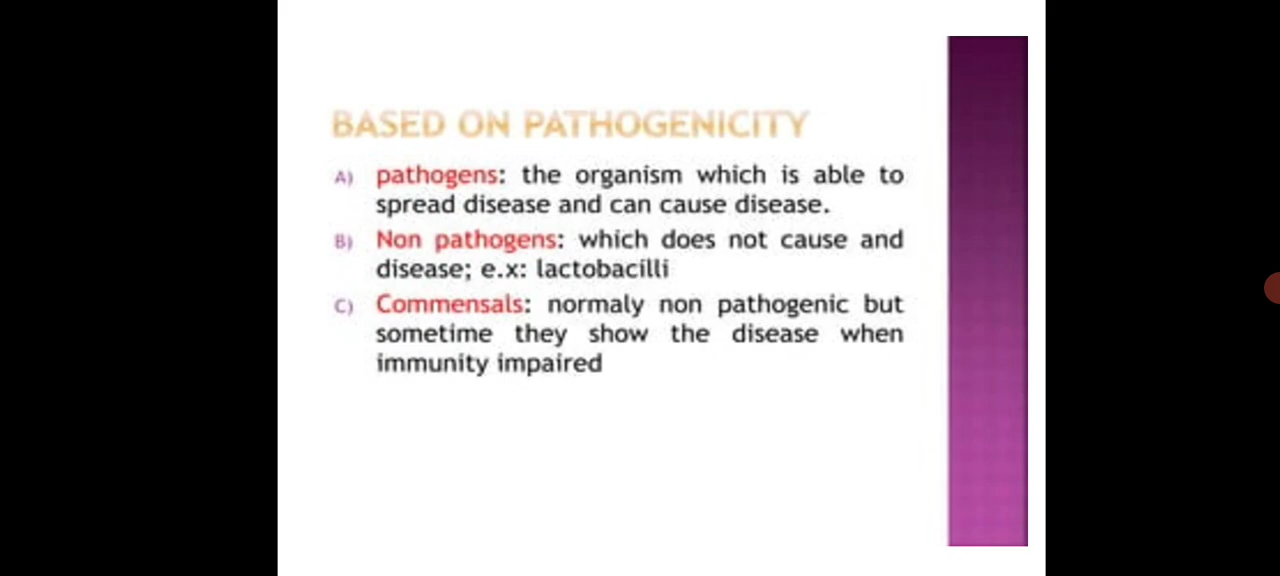 BASED ON PATHOGENICITY
A) pathogens: the organism which is able to
spread disease and can cause disease.
B) Non pathogens: which does not cause and
disease; e.x: lactobacilli
C) Commensals: normaly non pathogenic but
sometime they show the disease when
immunity impaired